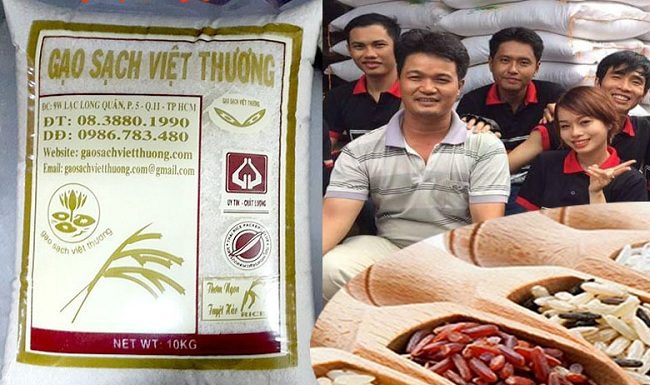 GẠO SẠCH VIỆT THƯƠNG
ĐC: 9W LẠC LONG QUÂN, P. 5 - Q.11 - TP HCM
ĐT: 08.3880.1990
DĐ: 0986.783.480
Website: gaosachvietthuong.com
Email: gaosachvietthuong.com@gmail.com
GẠO SẠCH VIỆT THƯƠNG
UY TÍN - CHẤT LƯỢNG
gạo sạch việt thương
Thơm Ngon
Tuyệt Hảo
RICE
NET WT: 10KG